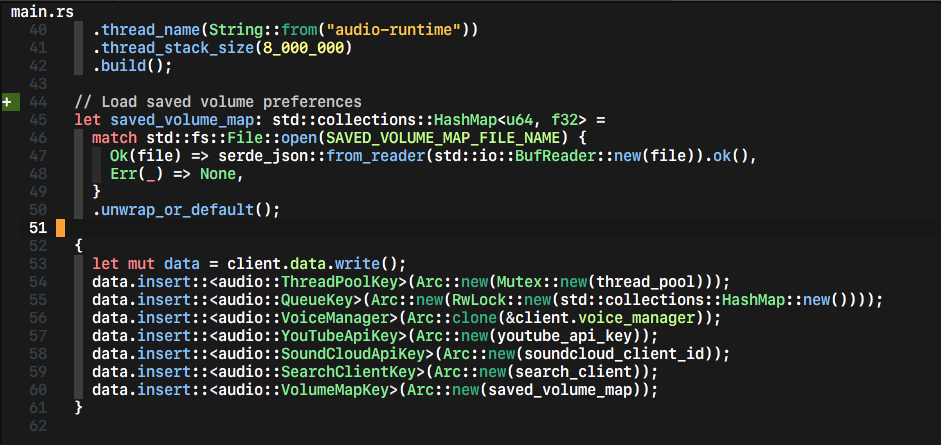 main.rs
40 .thread_name(String::from("audio-runtime"))
41 .thread_stack_size(8_000_000)
42 .build();
43
+ 44 // Load saved volume preferences
45 let saved_volume_map: std::collections::HashMap<u64, f32> =
46 match std::fs::File::open(SAVED_VOLUME_MAP_FILE_NAME) {
47 Ok(file) => serde_json::from_reader(std::io::BufReader::new(file)).ok(),
48 Err(_) => None,
49 }
50 .unwrap_or_default();
51
52 {
53 let mut data = client.data.write();
54 data.insert::<audio::ThreadPoolKey>(Arc::new(Mutex::new(thread_pool)));
55 data.insert::<audio::QueueKey>(Arc::new(RwLock::new(std::collections::HashMap::new())));
56 data.insert::<audio::VoiceManager>(Arc::clone(&client.voice_manager));
57 data.insert::<audio::YouTubeApiKey>(Arc::new(youtube_api_key));
58 data.insert::<audio::SoundCloudApiKey>(Arc::new(soundcloud_client_id));
59 data.insert::<audio::SearchClientKey>(Arc::new(search_client));
60 data.insert::<audio::VolumeMapKey>(Arc::new(saved_volume_map));
61 }
62